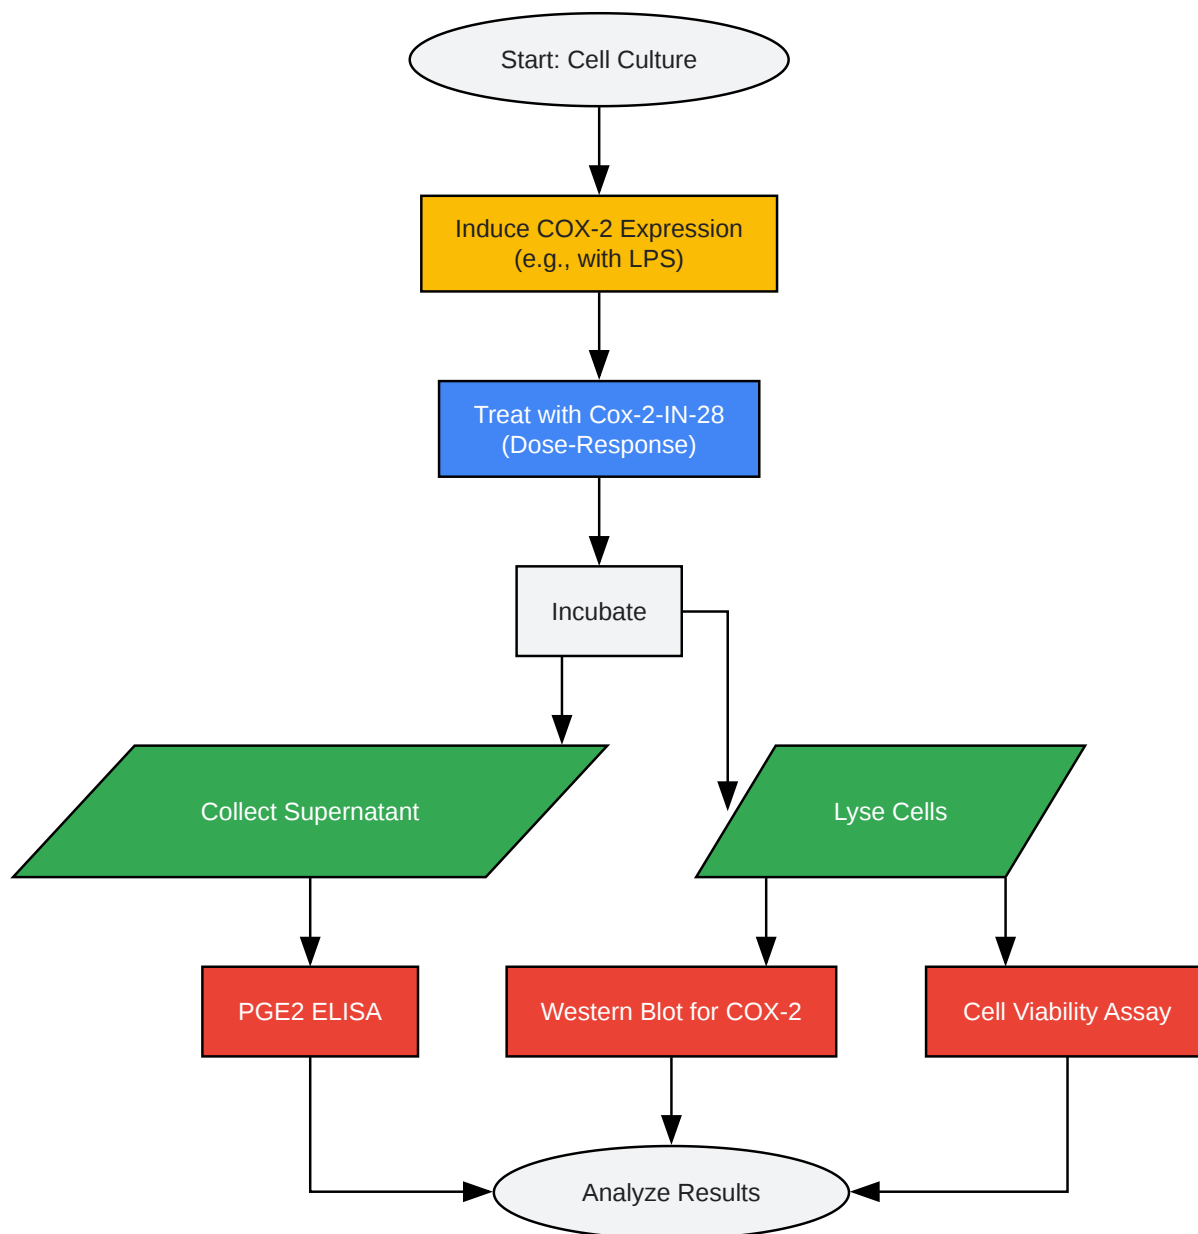 Start: Cell Culture
Induce COX-2 Expression
(e.g., with LPS)
Treat with Cox-2-IN-28
(Dose-Response)
Incubate
Collect Supernatant
Lyse Cells
PGE2 ELISA
Western Blot for COX-2
Cell Viability Assay
Analyze Results